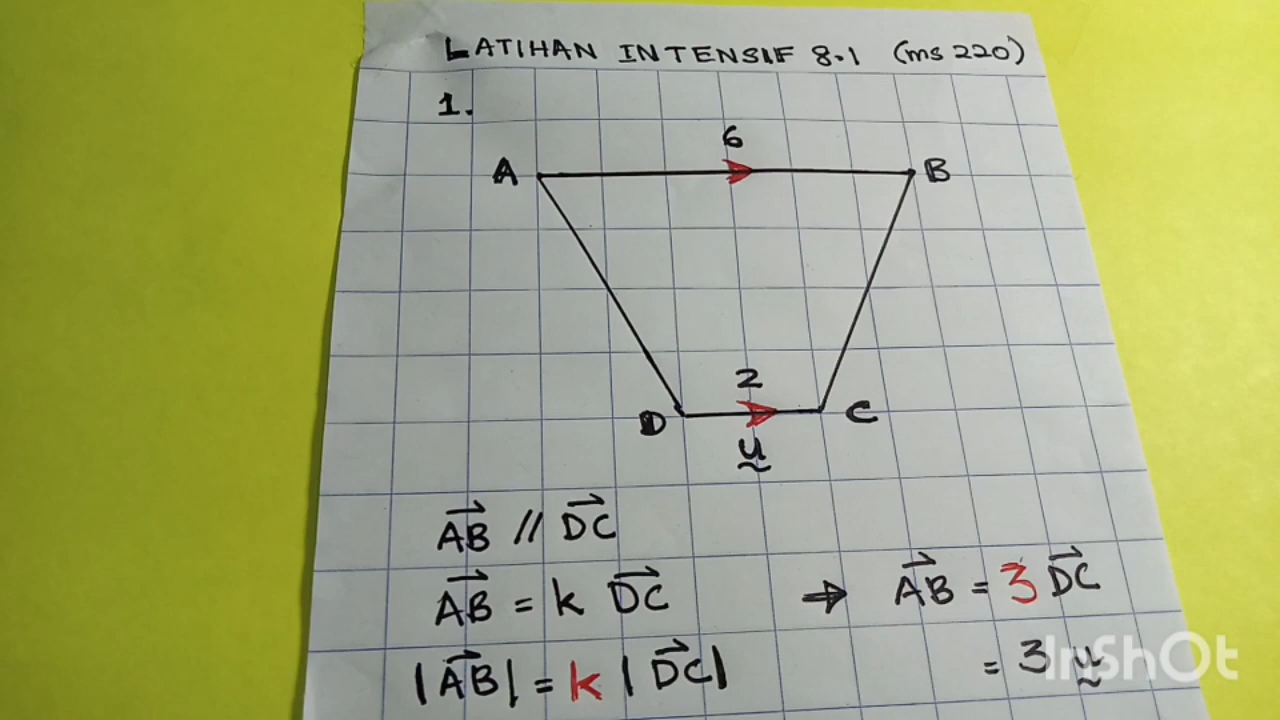 LATIHAN INTENSIF 8.1 (ms 220)
1.
6
A B
2
D C
u
~
AB // DC
AB = k DC ⇒ AB = 3 DC
|AB| = k |DC| = 3 u
~
InShOt